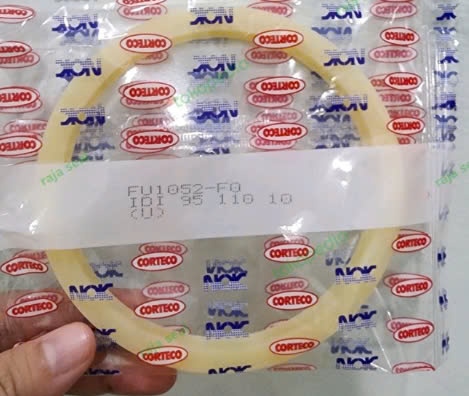 FU1052-F0
IDI 95 110 10
(U)
NOK
CORTECO